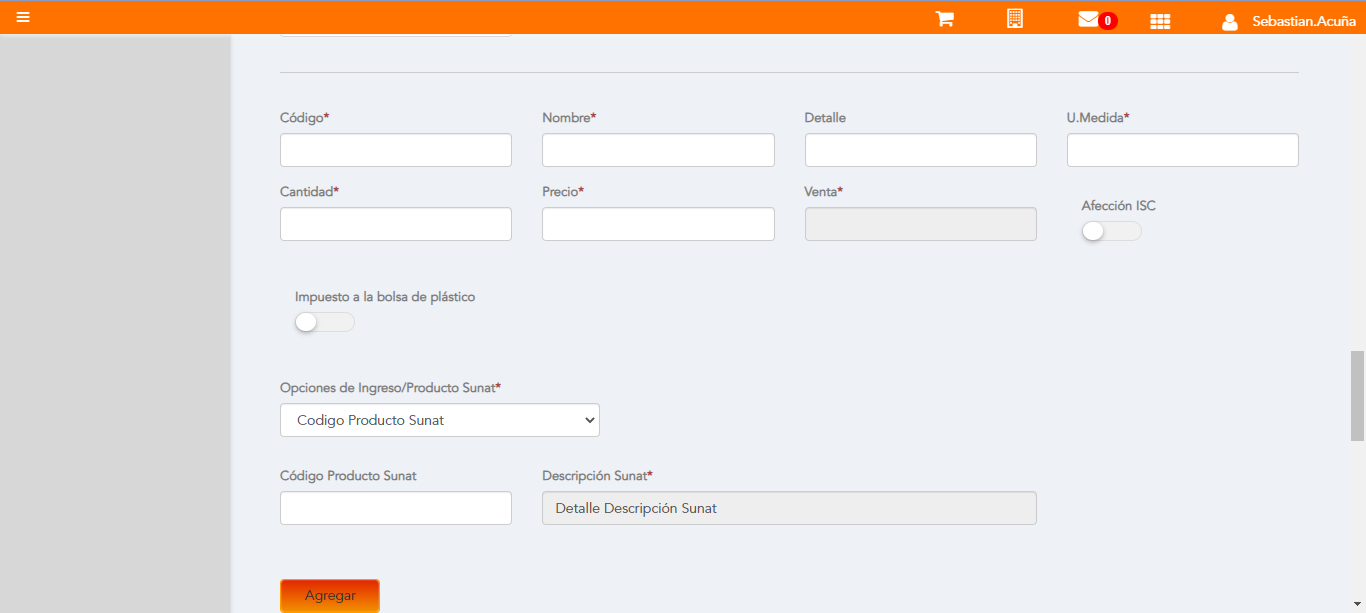 0 Sebastian.Acuña
Código* Nombre* Detalle U.Medida*
Cantidad* Precio* Venta*
Afección ISC
Impuesto a la bolsa de plástico
Opciones de Ingreso/Producto Sunat*
Codigo Producto Sunat
Código Producto Sunat Descripción Sunat*
Detalle Descripción Sunat
Agregar